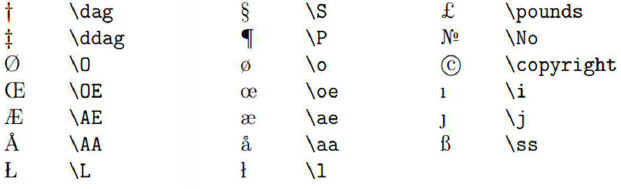 † \dag § \S £ \pounds
‡ \ddag ¶ \P № \No
Ø \O ø \o © \copyright
Œ \OE œ \oe ı \i
Æ \AE æ \ae ȷ \j
Å \AA å \aa ß \ss
Ł \L ł \l